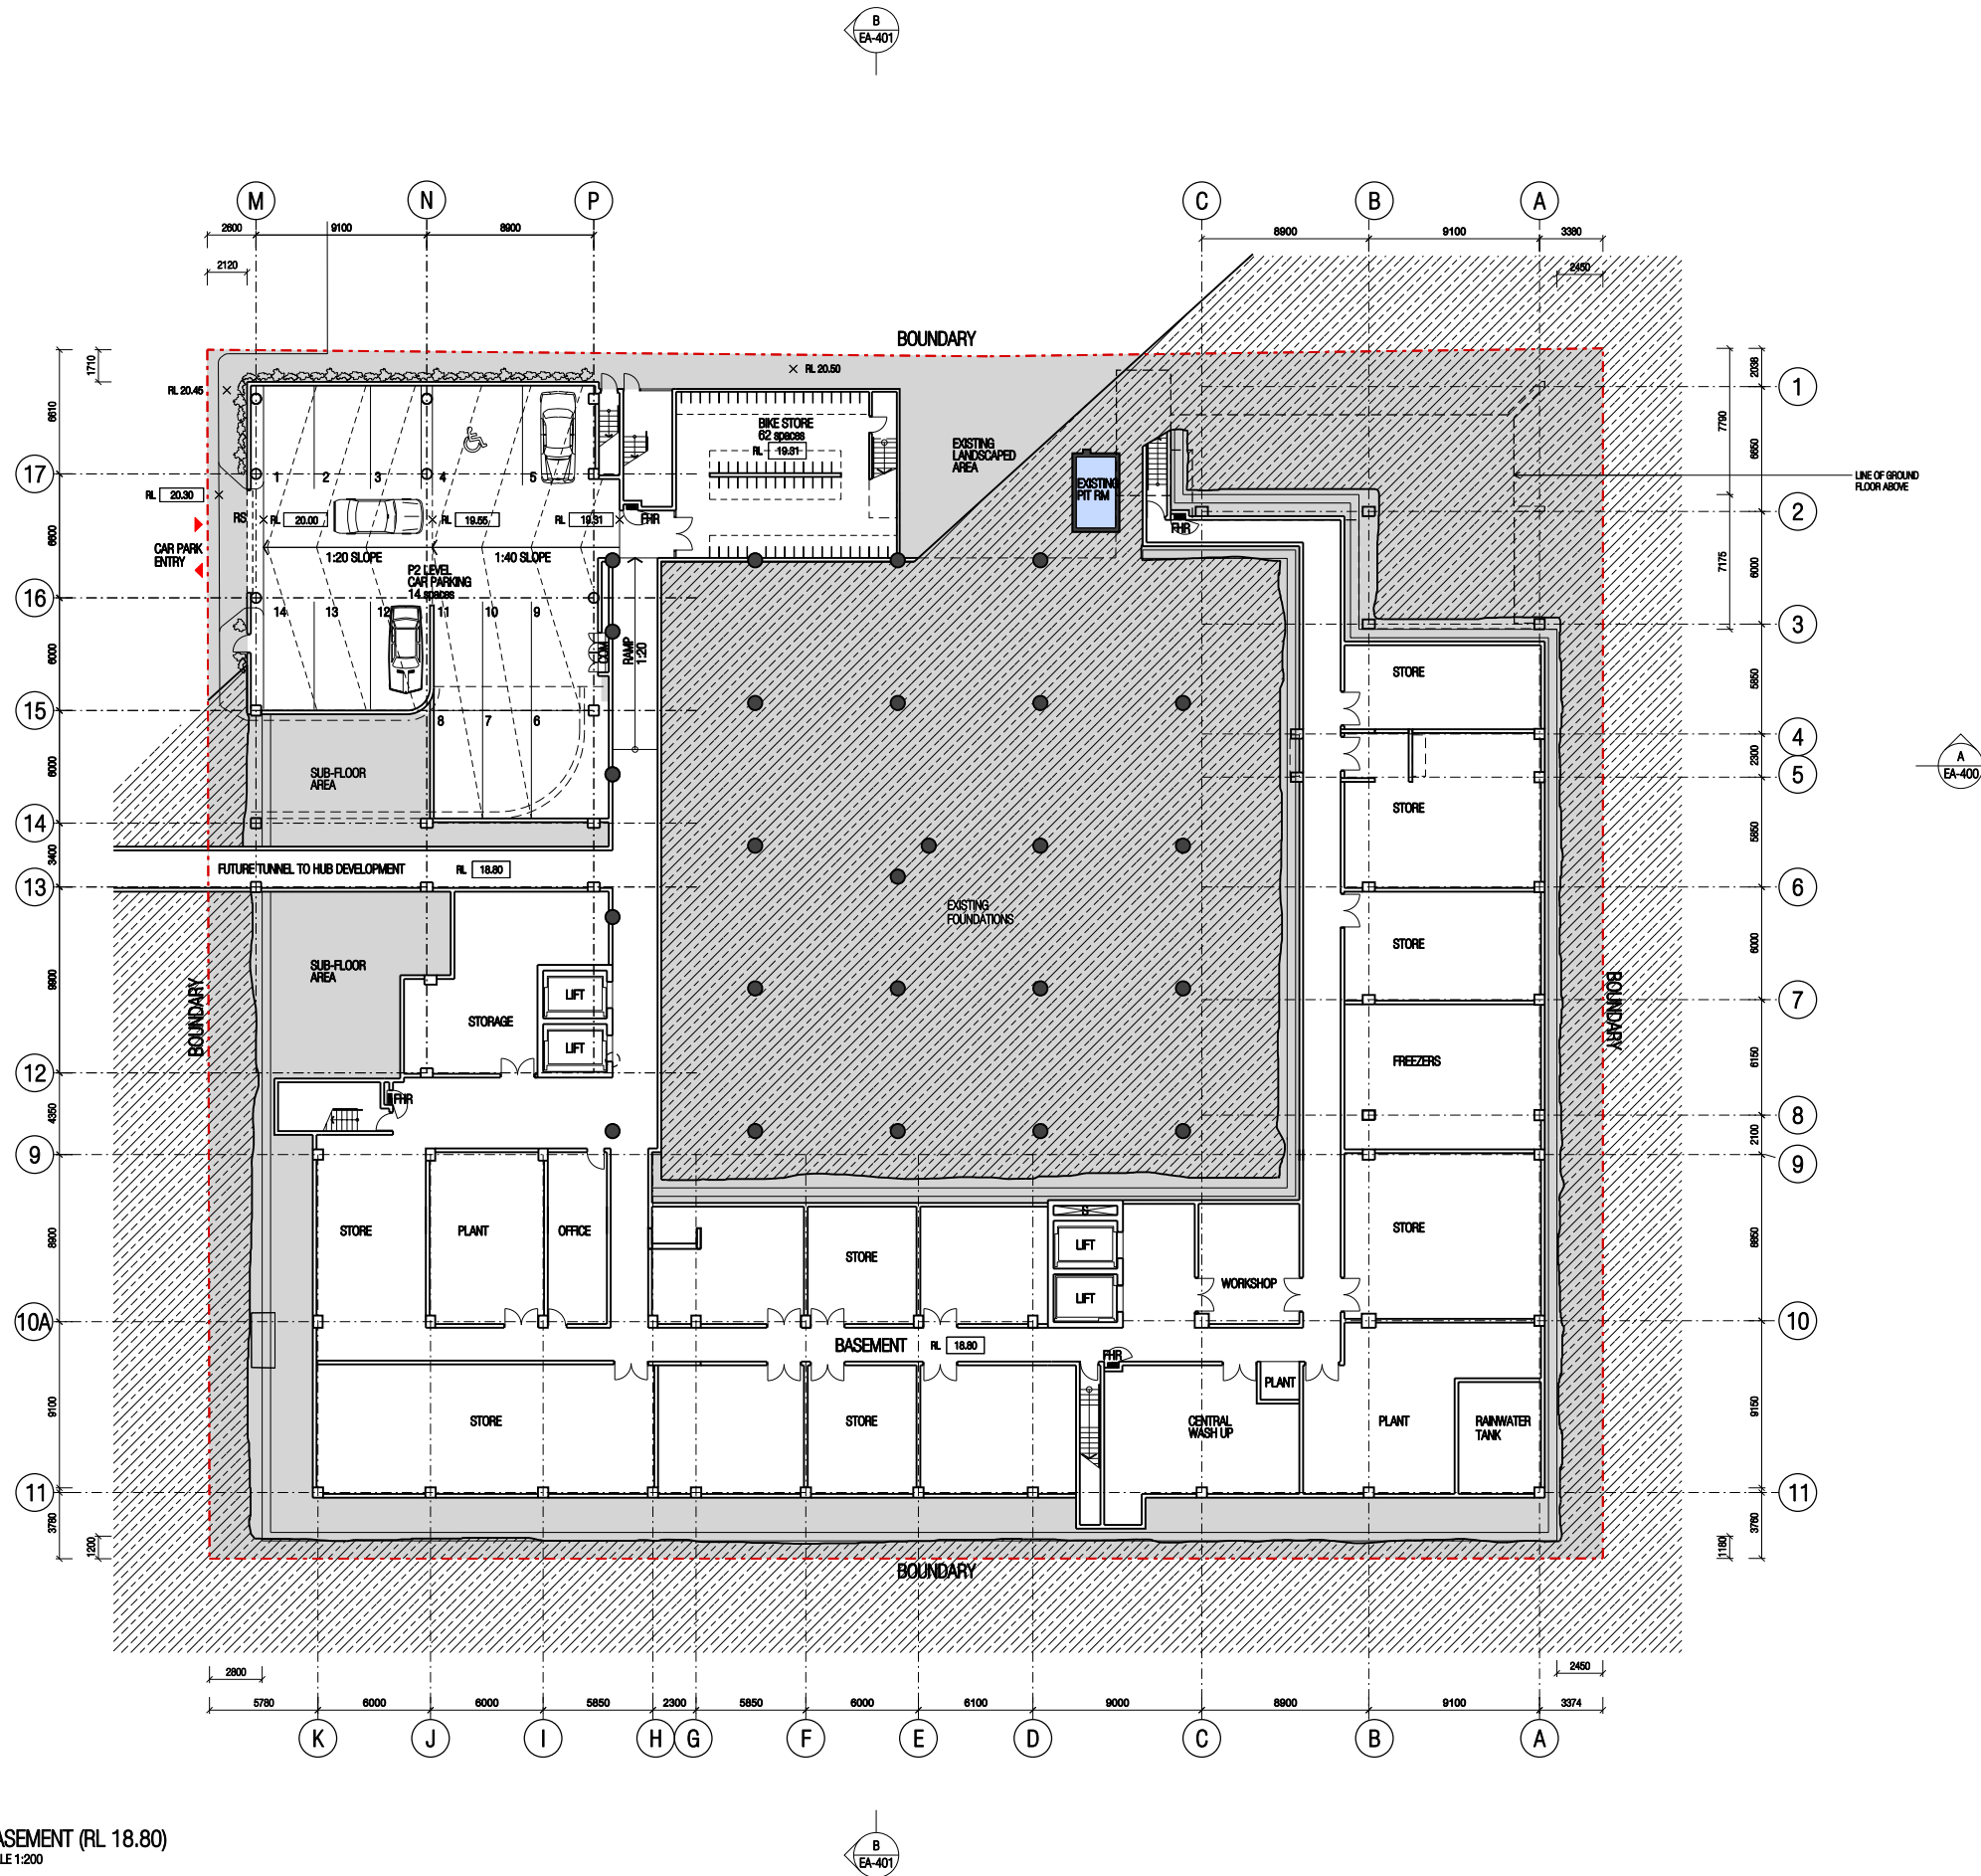 B
EA-401
M
N
P
C
B
A
2600
9100
8900
8900
9100
3380
2120
2450
BOUNDARY
1710
RL 20.50
RL 20.45
2038
1
6610
7790
BIKE STORE
62 spaces
RL 19.31
EXISTING
LANDSCAPED
AREA
6650
EXISTING
PIT RM
17
1
2
3
4
5
LINE OF GROUND
FLOOR ABOVE
RL 20.30
RS
RL 20.00
RL 19.55
RL 19.31
FHR
FHR
2
6600
CAR PARK
ENTRY
1:20 SLOPE
1:40 SLOPE
P2 LEVEL
CAR PARKING
14 spaces
7175
6000
16
14
13
12
11
10
9
3
6000
COM
RAMP
1:20
STORE
5850
15
8
7
6
4
2300
A
EA-400
6000
SUB-FLOOR
AREA
5
STORE
14
5850
3400
FUTURE TUNNEL TO HUB DEVELOPMENT
RL 18.80
13
6
EXISTING
FOUNDATIONS
STORE
6000
SUB-FLOOR
AREA
9900
LIFT
BOUNDARY
BOUNDARY
7
STORAGE
LIFT
FREEZERS
6150
12
FHR
4350
8
2100
9
9
STORE
PLANT
OFFICE
8900
S
LIFT
STORE
STORE
8850
WORKSHOP
LIFT
10A
10
BASEMENT
RL 18.80
FHR
PLANT
9100
STORE
STORE
CENTRAL
WASH UP
PLANT
RAINWATER
TANK
9150
11
11
3780
3760
1200
1180
BOUNDARY
2800
2450
5780
6000
6000
5850
2300
5850
6000
6100
9000
8900
9100
3374
K
J
I
H
G
F
E
D
C
B
A
ASEMENT (RL 18.80)
LE 1:200
B
EA-401